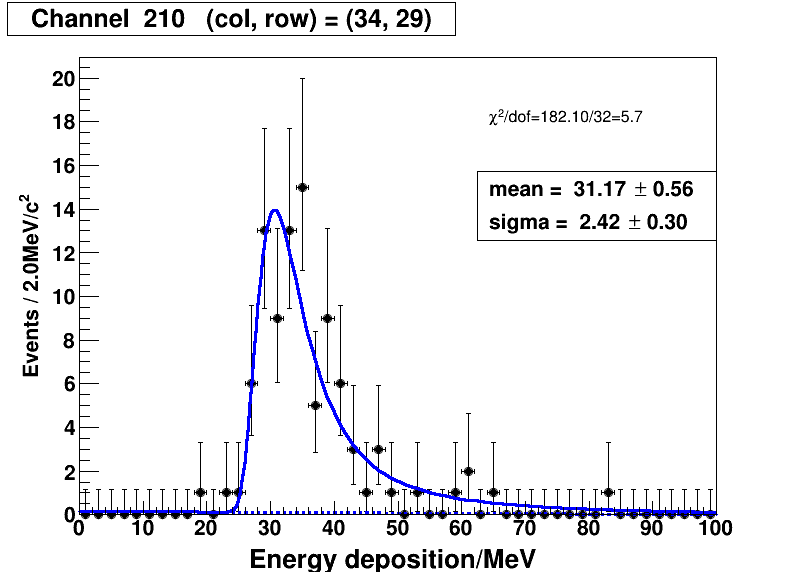 Channel 210 (col, row) = (34, 29)
χ²/dof=182.10/32=5.7
mean = 31.17 ± 0.56
sigma = 2.42 ± 0.30
Events / 2.0MeV/c²
20
18
16
14
12
10
8
6
4
2
0
0 10 20 30 40 50 60 70 80 90 100
Energy deposition/MeV